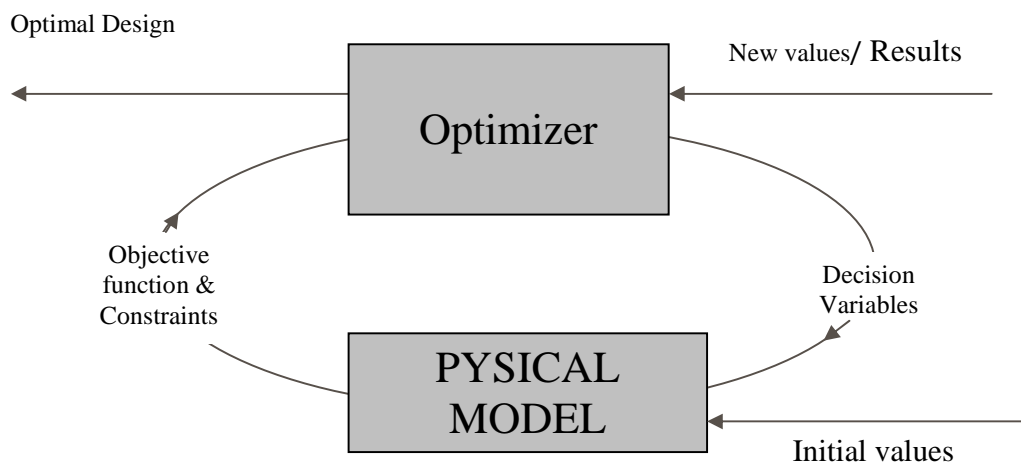 Optimal Design
New values/ Results
Optimizer
Objective
function &
Constraints
Decision
Variables
PYSICAL
MODEL
Initial values